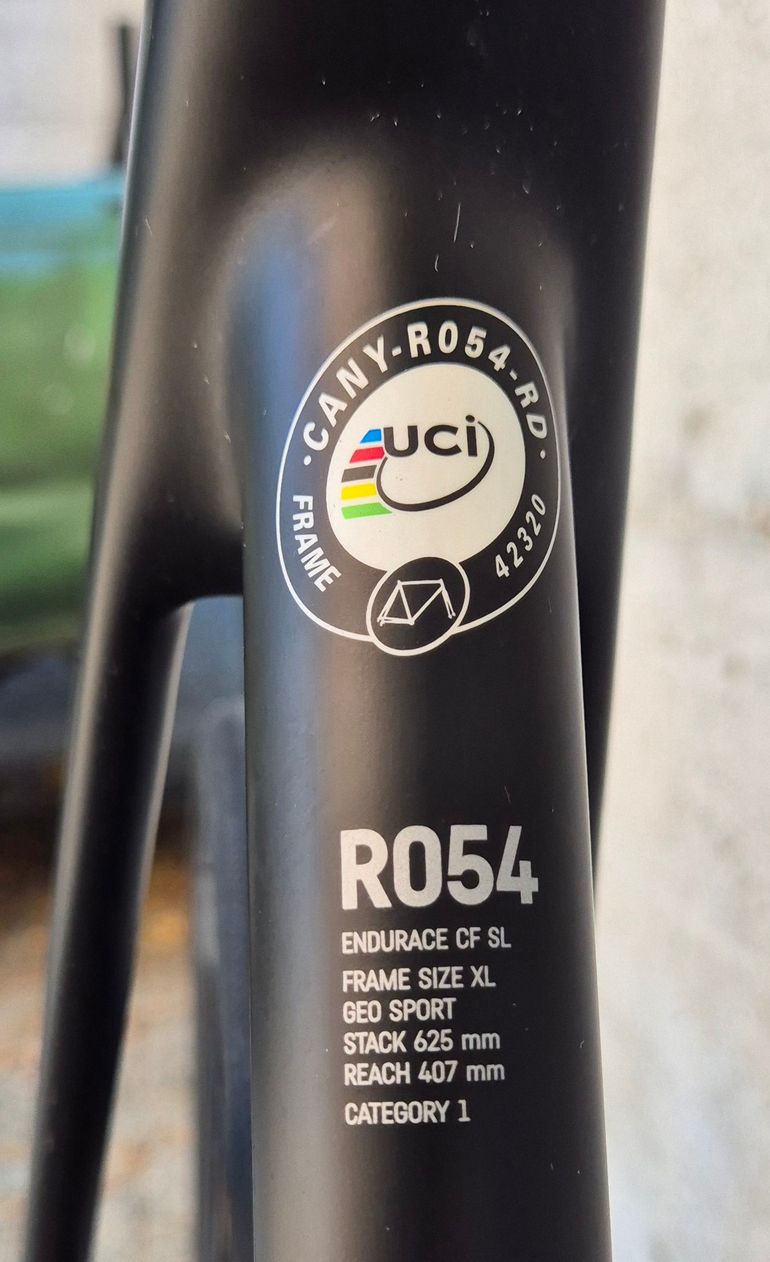 ·CANY-R054-RD·
UCi
FRAME
42320
R054
ENDURACE CF SL
FRAME SIZE XL
GEO SPORT
STACK 625 mm
REACH 407 mm
CATEGORY 1